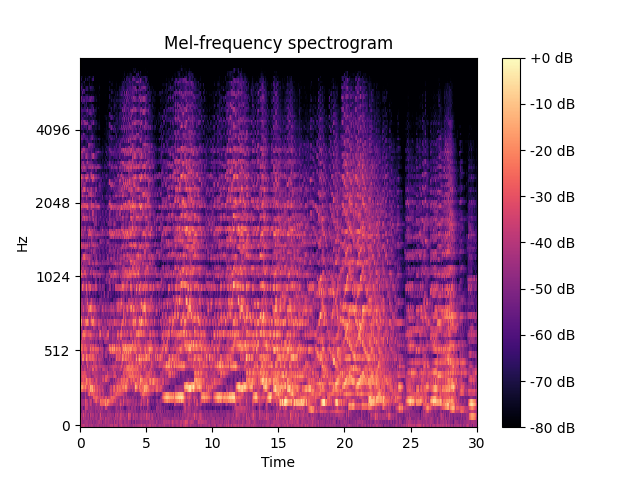 Mel-frequency spectrogram
Hz
4096
2048
1024
512
0
0 5 10 15 20 25 30
Time
+0 dB
-10 dB
-20 dB
-30 dB
-40 dB
-50 dB
-60 dB
-70 dB
-80 dB